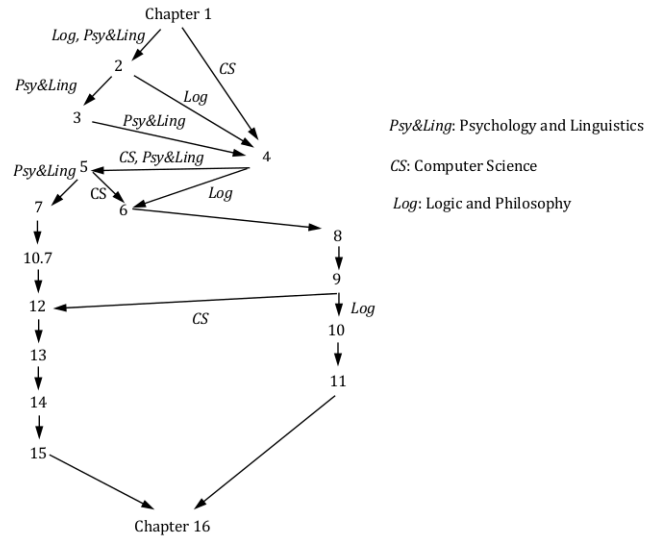 Chapter 1
Log, Psy&Ling
2
CS
Psy&Ling
Log
3
Psy&Ling
4
CS, Psy&Ling
Psy&Ling
5
CS
Log
7
6
8
10.7
9
12
CS
Log
10
13
11
14
15
Chapter 16
Psy&Ling: Psychology and Linguistics
CS: Computer Science
Log: Logic and Philosophy